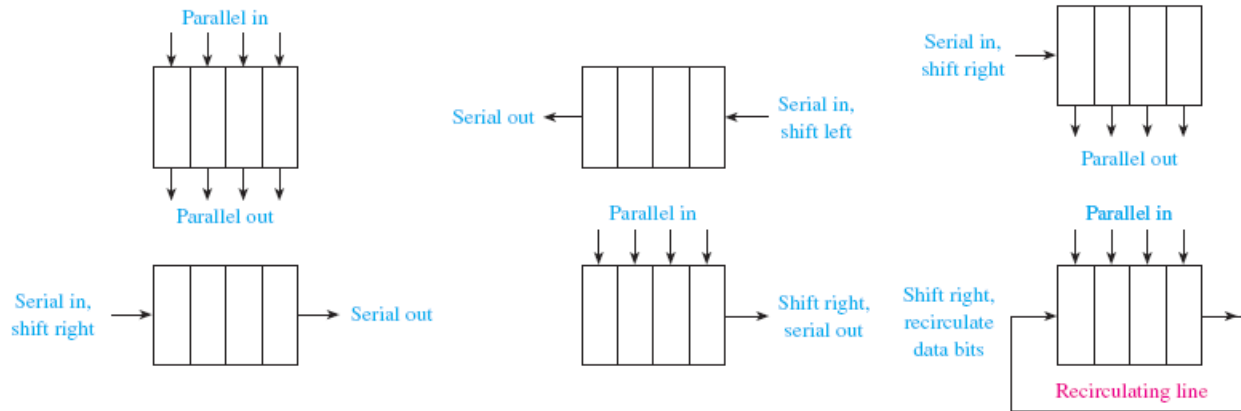 Parallel in
Parallel out
Serial out
Serial in,
shift left
Serial in,
shift right
Parallel out
Serial in,
shift right
Serial out
Parallel in
Shift right,
serial out
Parallel in
Shift right,
recirculate
data bits
Recirculating line